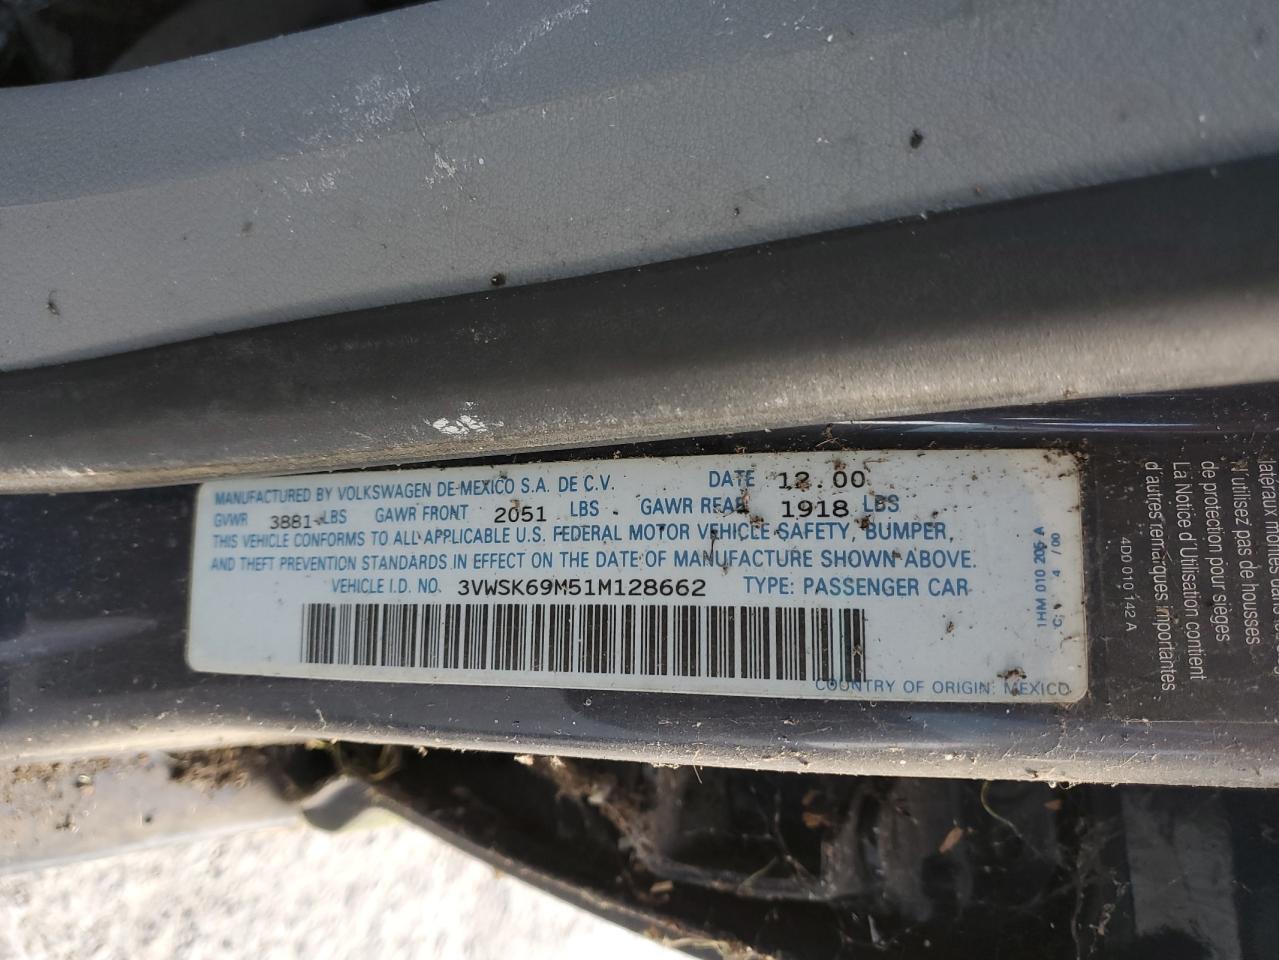 MANUFACTURED BY VOLKSWAGEN DE MEXICO S.A. DE C.V. DATE 12.00
GVWR 3881 LBS GAWR FRONT 2051 LBS GAWR REAR 1918 LBS
THIS VEHICLE CONFORMS TO ALL APPLICABLE U.S. FEDERAL MOTOR VEHICLE SAFETY, BUMPER,
AND THEFT PREVENTION STANDARDS IN EFFECT ON THE DATE OF MANUFACTURE SHOWN ABOVE.
VEHICLE I.D. NO. 3VWSK69M51M128662 TYPE: PASSENGER CAR
COUNTRY OF ORIGIN: MEXICO
1HM 010 205 A
C. 4 /00
latéraux
N'utilisez pas de housses
de protection pour sièges
La Notice d'Utilisation contient
d'autres remarques importantes
4D0 010 142 A